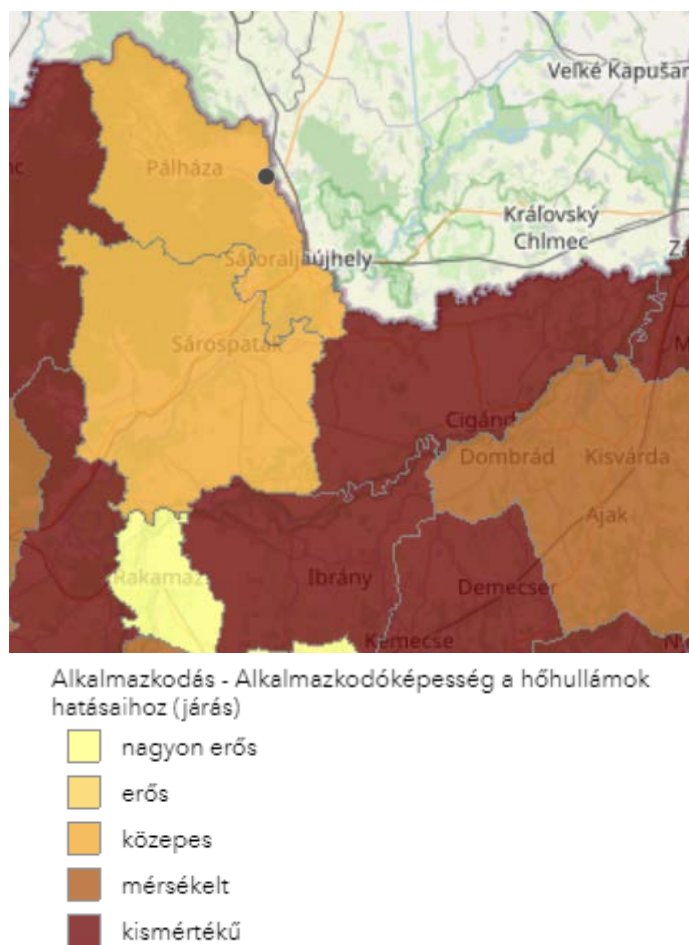 Veľké Kapušan
Pálháza
Kráľovský
Chlmec
Sátoraljaújhely
Sárospatak
Cigánd
Dombrád
Kisvárda
Ajak
Rakamaz
Ibrány
Demecser
Kemecse
Alkalmazkodás - Alkalmazkodóképesség a hőhullámok
hatásaihoz (járás)
nagyon erős
erős
közepes
mérsékelt
kismértékű